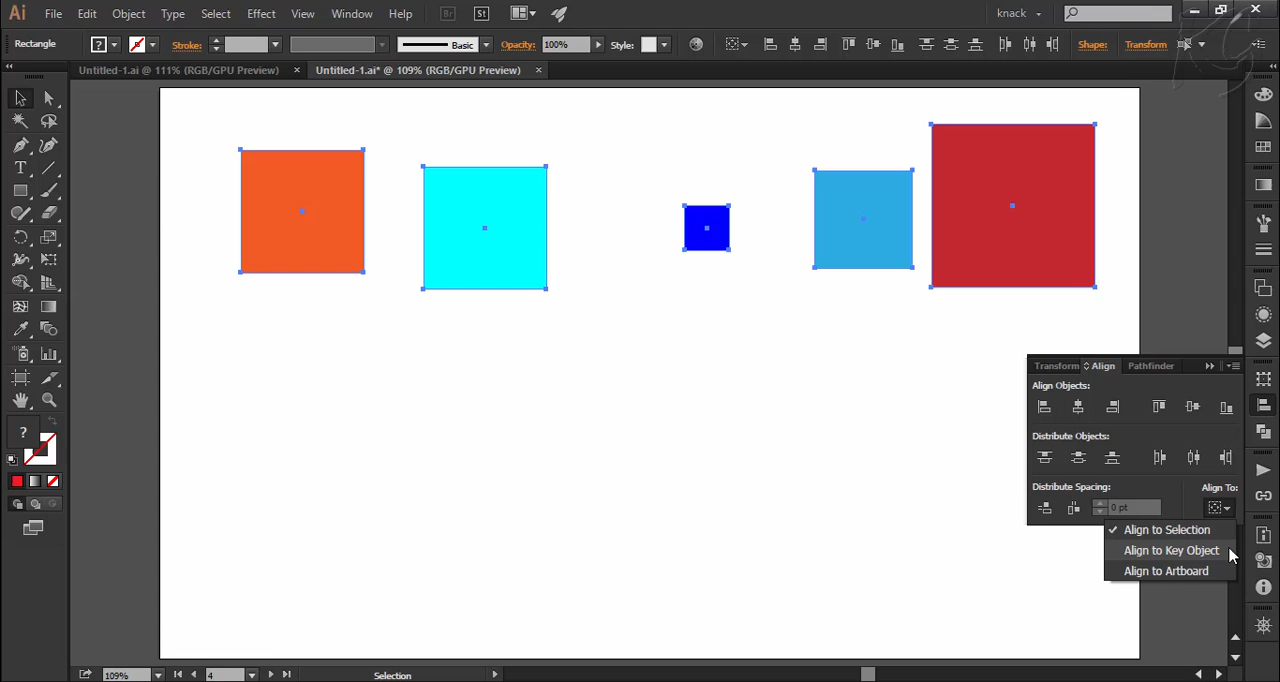 Ai File Edit Object Type Select Effect View Window Help Br St knack
Rectangle ? Stroke: Basic Opacity: 100% Style: Shape: Transform
Untitled-1.ai @ 111% (RGB/GPU Preview) × Untitled-1.ai* @ 109% (RGB/GPU Preview) ×
Transform Align Pathfinder
Align Objects:
Distribute Objects:
Distribute Spacing: Align To:
0 pt
Align to Selection
Align to Key Object
Align to Artboard
?
109% 4 Selection